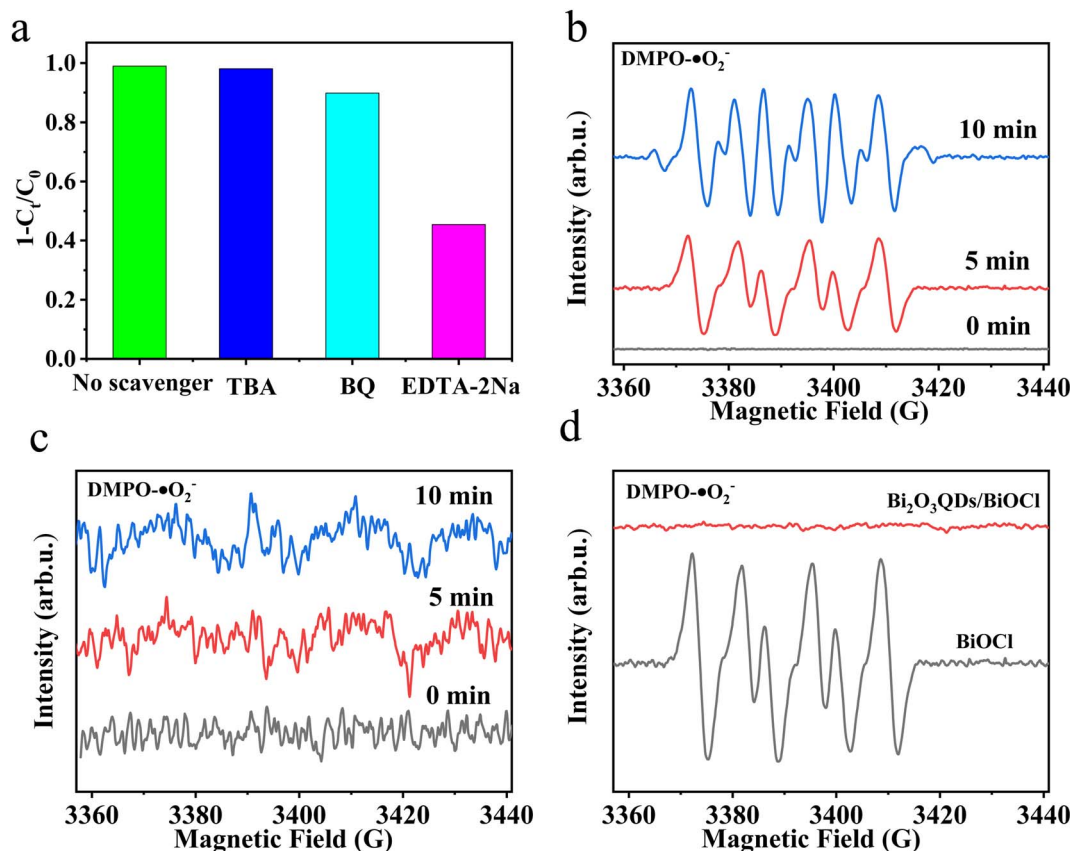 a
1-Cₜ/C₀
1.0
0.8
0.6
0.4
0.2
0.0
No scavenger TBA BQ EDTA-2Na
b
DMPO-•O₂⁻
10 min
5 min
0 min
Intensity (arb.u.)
3360 3380 3400 3420 3440
Magnetic Field (G)
c
DMPO-•O₂⁻
10 min
5 min
0 min
Intensity (arb.u.)
3360 3380 3400 3420 3440
Magnetic Field (G)
d
DMPO-•O₂⁻
Bi₂O₃QDs/BiOCl
BiOCl
Intensity (arb.u.)
3360 3380 3400 3420 3440
Magnetic Field (G)